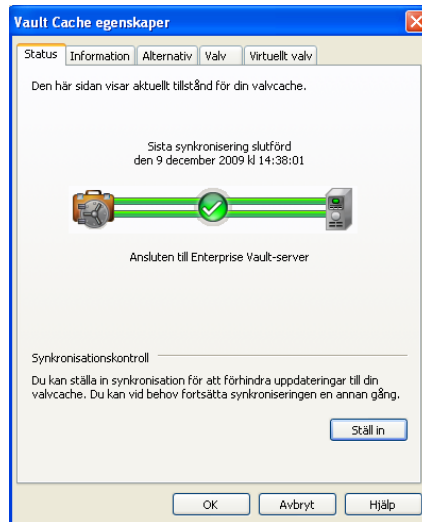 Vault Cache egenskaper
Status Information Alternativ Valv Virtuellt valv
Den här sidan visar aktuellt tillstånd för din valvcache.
Sista synkronisering slutförd
den 9 december 2009 kl 14:38:01
Ansluten till Enterprise Vault-server
Synkronisationskontroll
Du kan ställa in synkronisation för att förhindra uppdateringar till din
valvcache. Du kan vid behov fortsätta synkroniseringen en annan gång.
Ställ in
OK Avbryt Hjälp